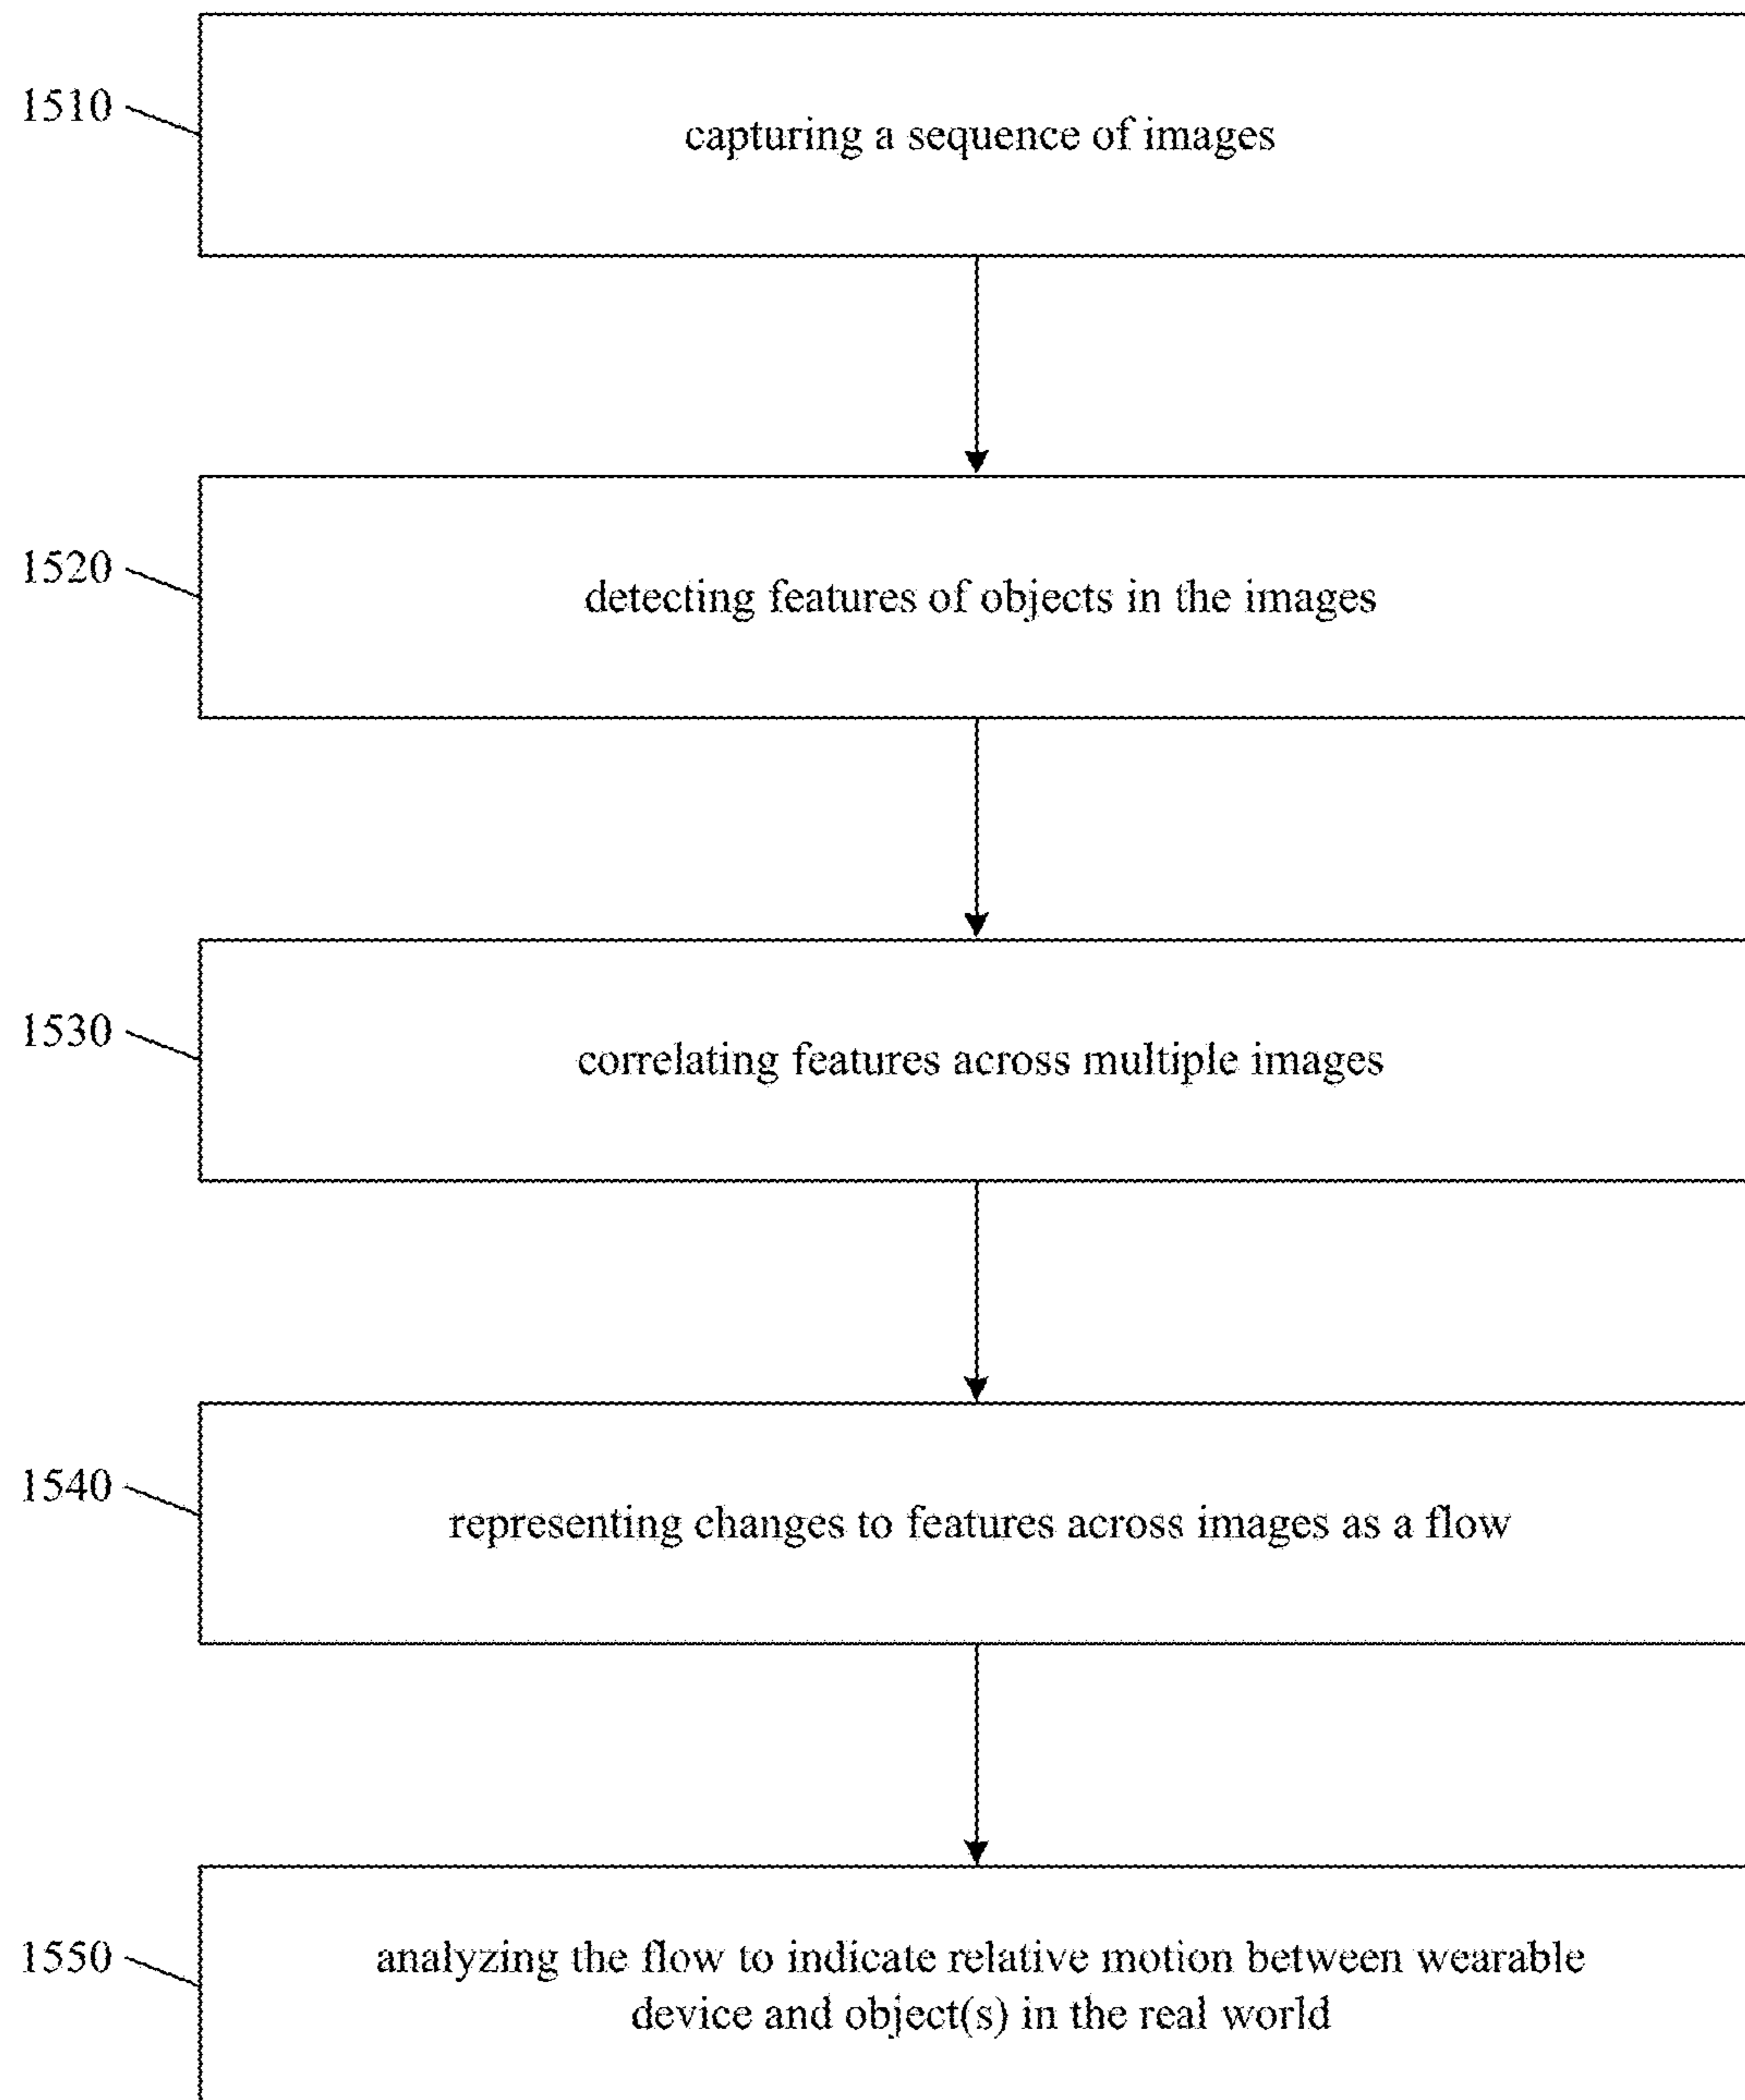 1510
capturing a sequence of images
1520
detecting features of objects in the images
1530
correlating features across multiple images
1540
representing changes to features across images as a flow
1550
analyzing the flow to indicate relative motion between wearable
device and object(s) in the real world